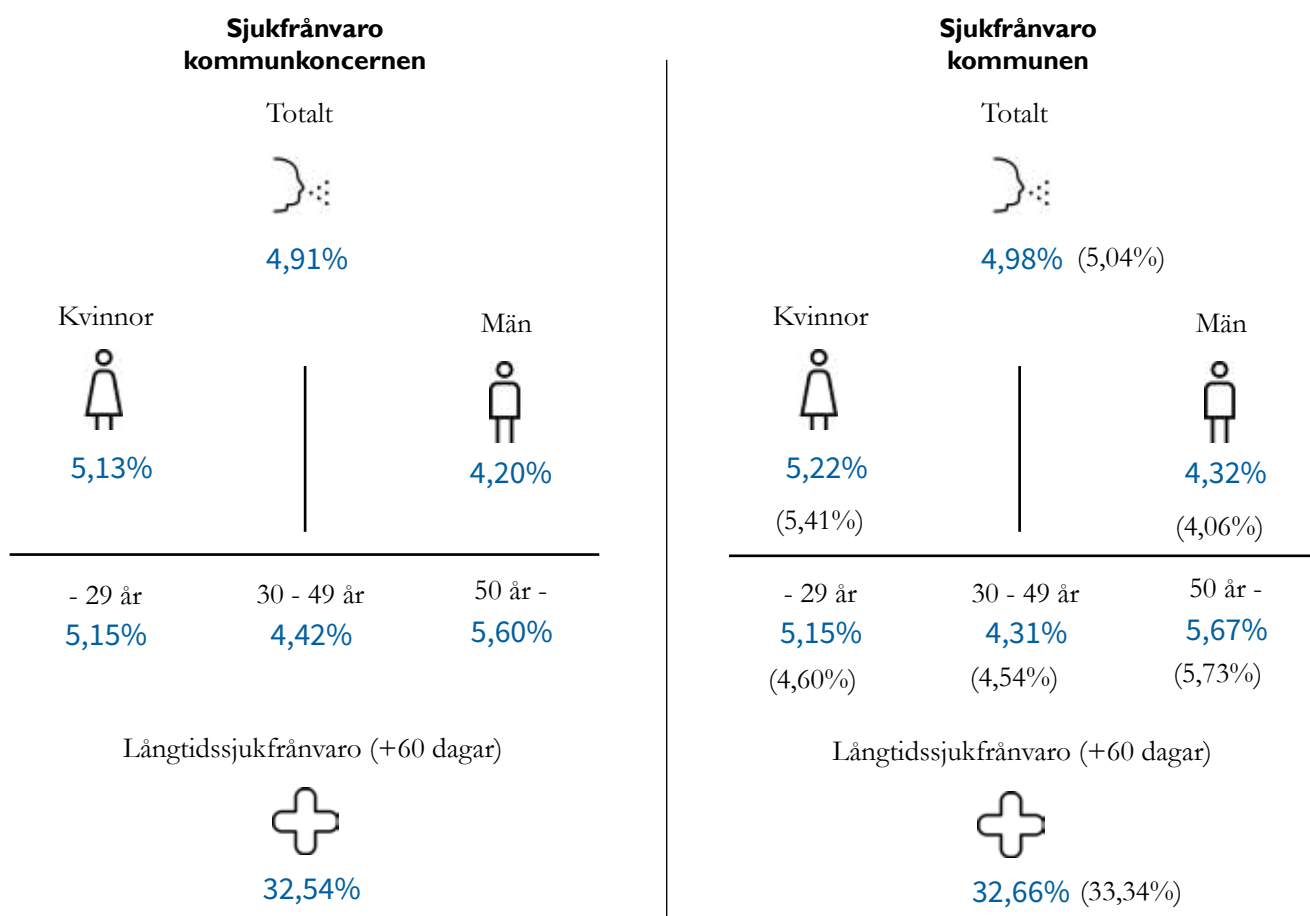 Sjukfrånvaro
kommunkoncernen
Totalt
4,91%
Kvinnor
Män
5,13%
4,20%
- 29 år
30 - 49 år
50 år -
5,15%
4,42%
5,60%
Långtidssjukfrånvaro (+60 dagar)
32,54%
Sjukfrånvaro
kommunen
Totalt
4,98% (5,04%)
Kvinnor
Män
5,22%
4,32%
(5,41%)
(4,06%)
- 29 år
30 - 49 år
50 år -
5,15%
4,31%
5,67%
(4,60%)
(4,54%)
(5,73%)
Långtidssjukfrånvaro (+60 dagar)
32,66% (33,34%)